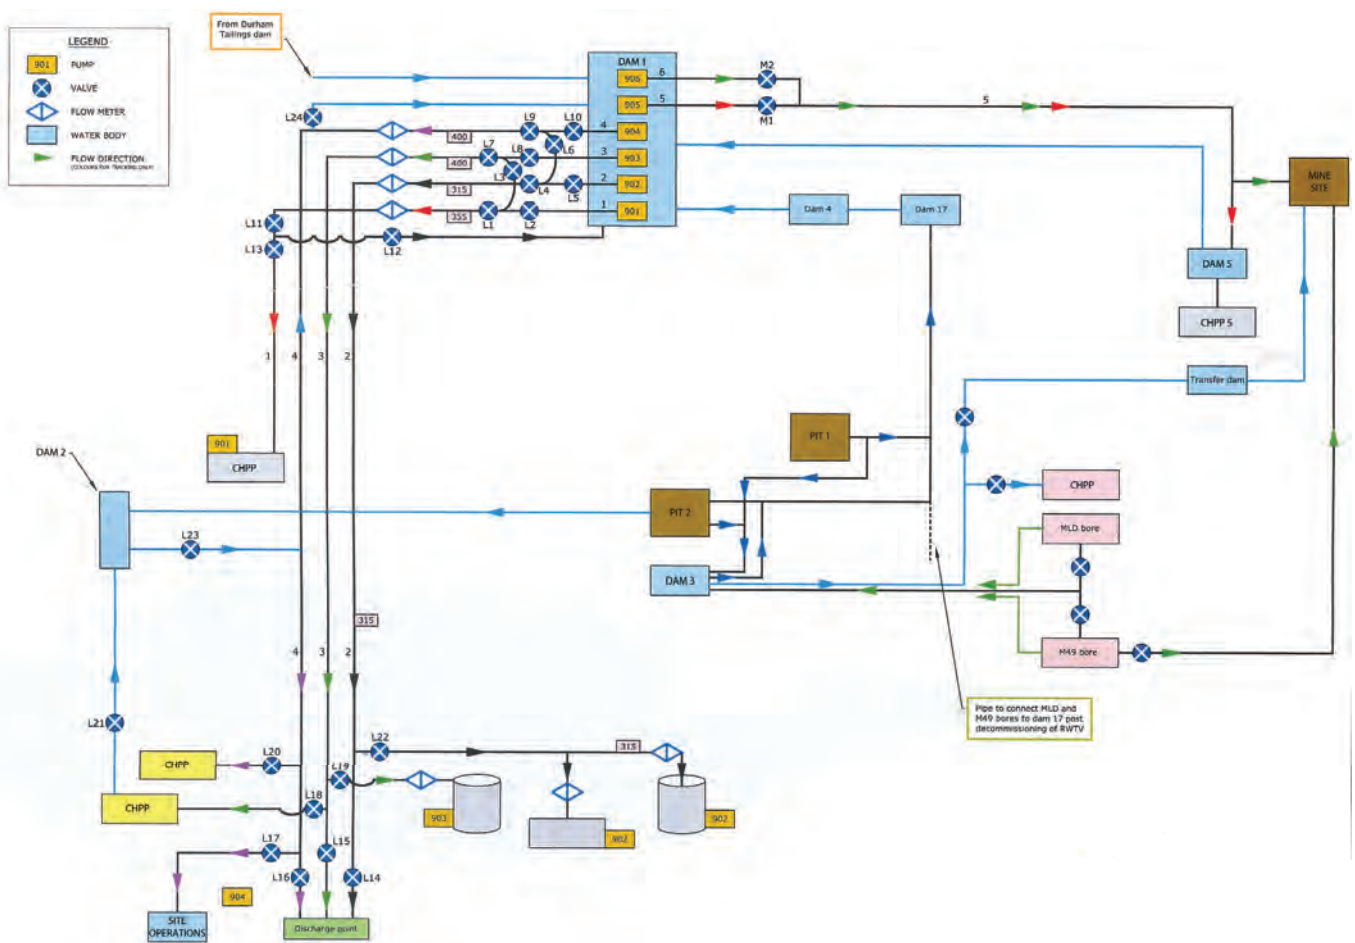 From Durham
Tailings dam
LEGEND
901 PUMP
VALVE
FLOW METER
WATER BODY
FLOW DIRECTION
(COLOURS FOR TRACKING ONLY)
DAM 1
906
905
904
903
902
901
6
5
4
3
2
1
M2
M1
5
L24
L9
L10
400
L7
L8
L6
400
L3
L4
L5
315
L1
L2
355
L11
L12
L13
Dam 4
Dam 17
MINE
SITE
DAM 5
CHPP 5
Transfer dam
1
4
3
2
901
CHPP
DAM 2
PIT 1
PIT 2
CHPP
MLD bore
L23
DAM 3
315
M49 bore
4
3
2
Pipe to connect MLD and
M49 bores to dam 17 post
decommissioning of RWTV
L21
L22
315
L20
CHPP
L19
CHPP
L18
903
902
902
L17
L15
L16
L14
904
SITE
OPERATIONS
Discharge point